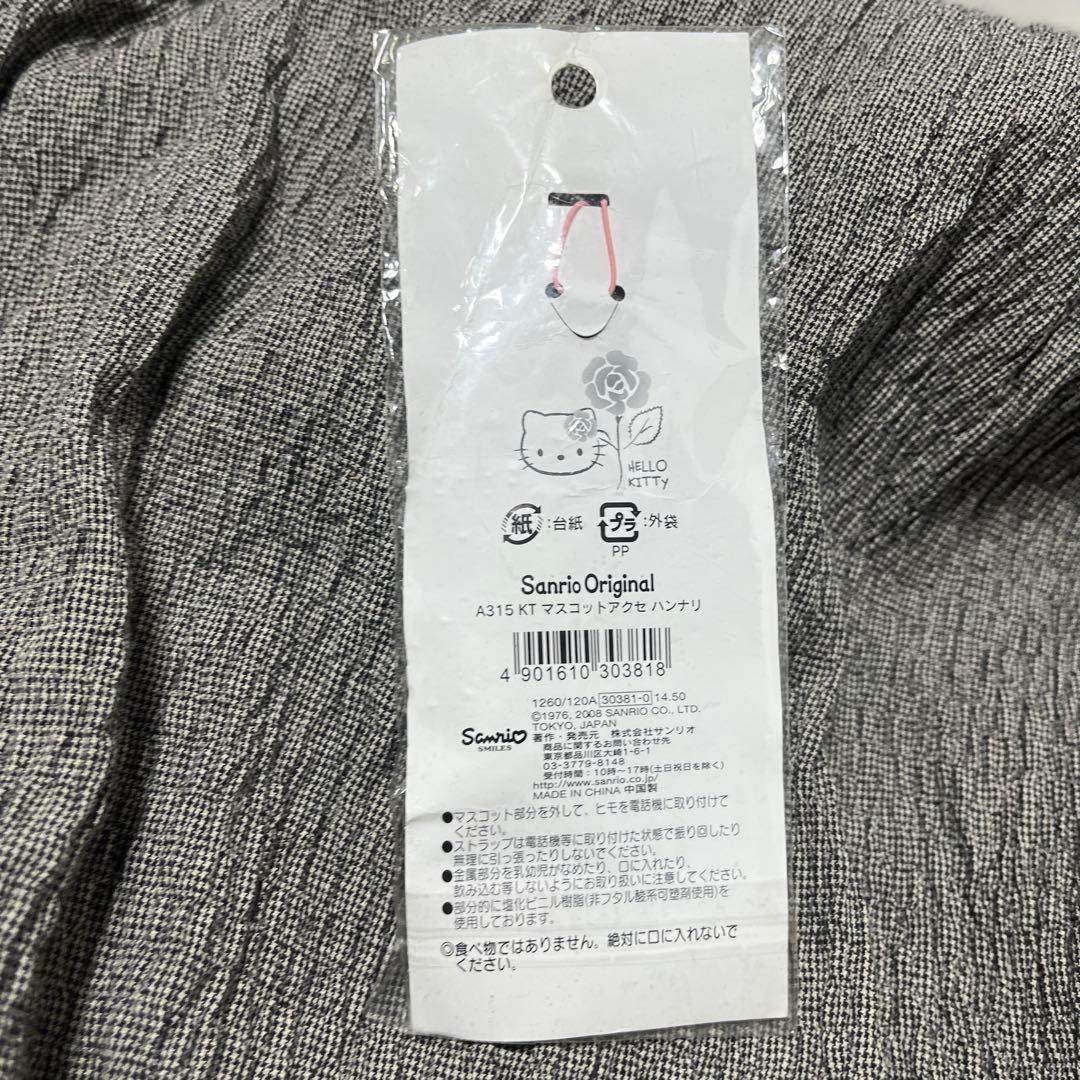 HELLO
KITTY
紙:台紙 プラ:外袋
PP
Sanrio Original
A315 KT マスコットアクセ ハンナリ
4 901610 303818
1260/120A 30381-0 14.50
©1976, 2008 SANRIO CO., LTD.
TOKYO, JAPAN
Sanrio
SMILES
著作・発売元 株式会社サンリオ
商品に関するお問い合わせ先
東京都品川区大崎1-6-1
03-3779-8148
受付時間:10時~17時(土日祝日を除く)
http://www.sanrio.co.jp/
MADE IN CHINA 中国製
●マスコット部分を外して、ヒモを電話機に取り付けて
ください。
●ストラップは電話機等に取り付けた状態で振り回したり
無理に引っ張ったりしないでください。
●金属部分を乳幼児がなめたり、口に入れたり、
飲み込む等しないようにお取り扱いに注意してください。
●部分的に塩化ビニル樹脂(非フタル酸系可塑剤使用)を
使用しております。
◎食べ物ではありません。絶対に口に入れないで
ください。